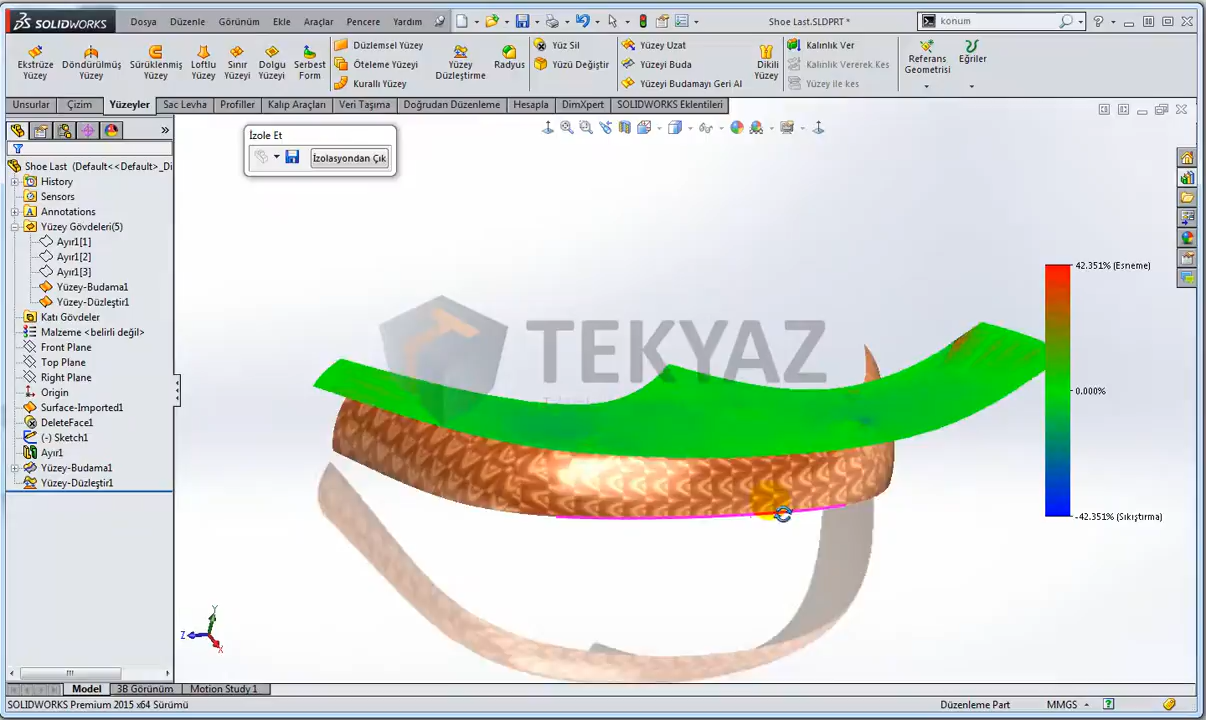 SOLIDWORKS
Dosya Düzenle Görünüm Ekle Araçlar Pencere Yardım
Shoe Last.SLDPRT *
konum
Ekstrüze Yüzey
Döndürülmüş Yüzey
Sürüklenmiş Yüzey
Loftlu Yüzey
Sınır Yüzeyi
Dolgu Yüzeyi
Serbest Form
Düzlemsel Yüzey
Öteleme Yüzeyi
Kurallı Yüzey
Yüzey Düzleştirme
Radyus
Yüz Sil
Yüzü Değiştir
Yüzey Uzat
Yüzeyi Buda
Yüzeyi Budamayı Geri Al
Dikili Yüzey
Kalınlık Ver
Kalınlık Vererek Kes
Yüzey ile kes
Referans Geometrisi
Eğriler
Unsurlar Çizim Yüzeyler Sac Levha Profiller Kalıp Araçları Veri Taşıma Doğrudan Düzenleme Hesapla DimXpert SOLIDWORKS Eklentileri
İzole Et
İzolasyondan Çık
Shoe Last (Default<<Default>_Di
History
Sensors
Annotations
Yüzey Gövdeleri(5)
Ayır1[1]
Ayır1[2]
Ayır1[3]
Yüzey-Budama1
Yüzey-Düzleştir1
Katı Gövdeler
Malzeme <belirli değil>
Front Plane
Top Plane
Right Plane
Origin
Surface-Imported1
DeleteFace1
(-) Sketch1
Ayır1
Yüzey-Budama1
Yüzey-Düzleştir1
TEKYAZ
42.351% (Esneme)
0.000%
-42.351% (Sıkıştırma)
Y
Z
X
Model 3B Görünüm Motion Study 1
SOLIDWORKS Premium 2015 x64 Sürümü
Düzenleme Part
MMGS